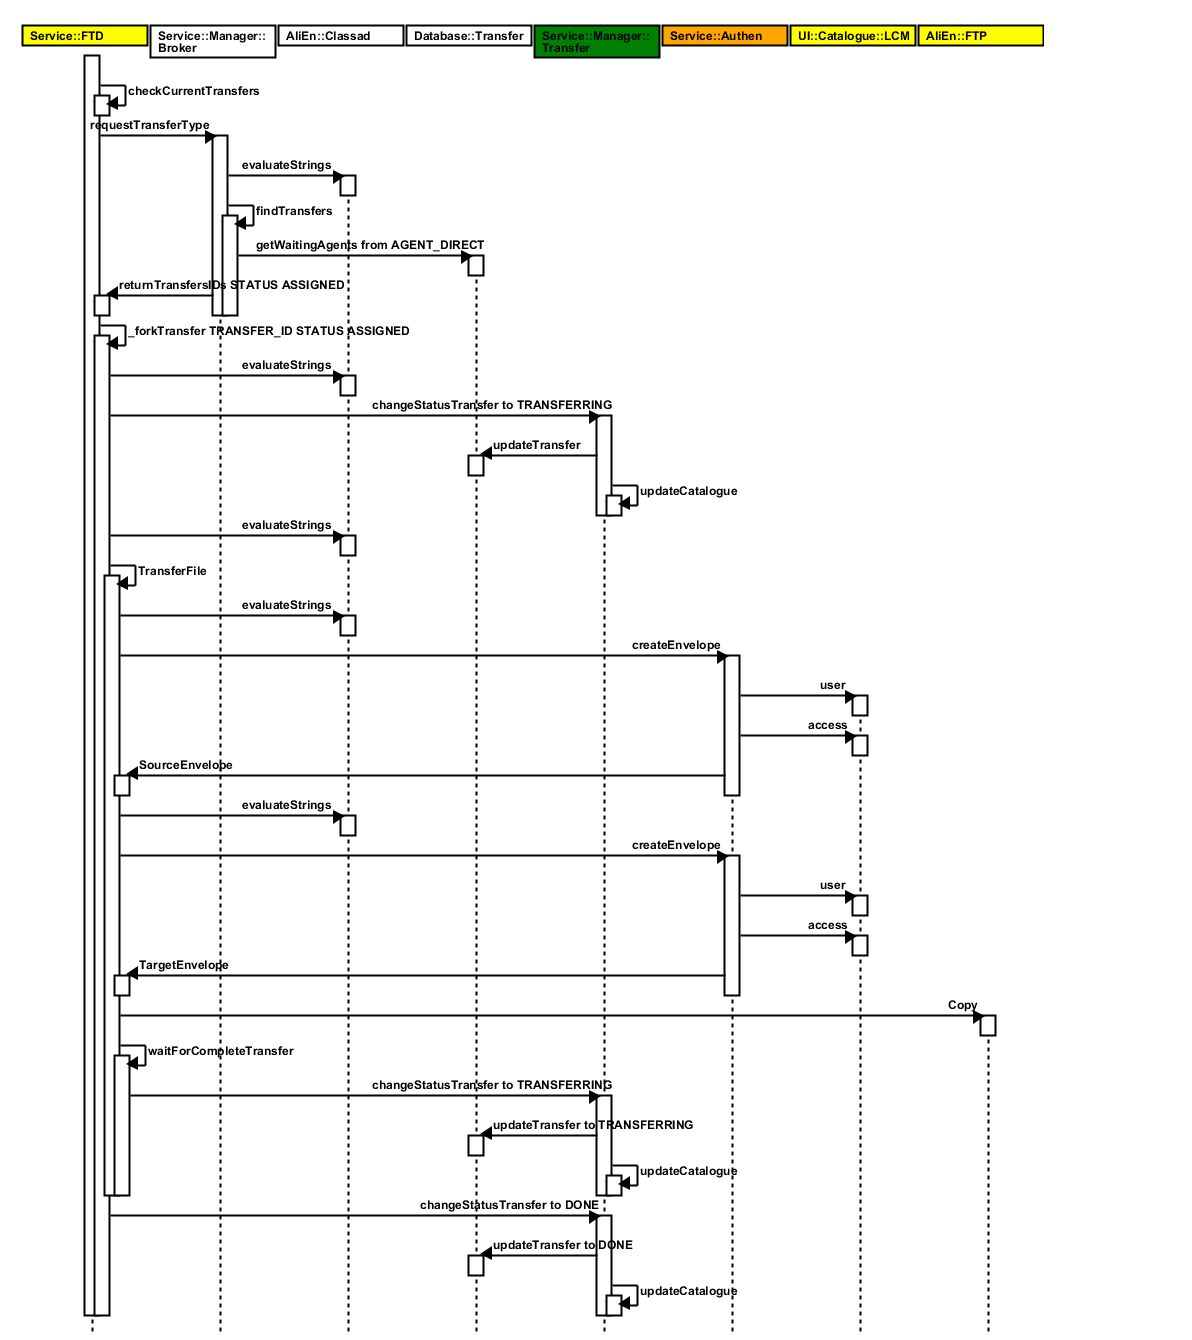 Service::FTD
Service::Manager::
Broker
AliEn::Classad
Database::Transfer
Service::Manager::
Transfer
Service::Authen
UI::Catalogue::LCM
AliEn::FTP
checkCurrentTransfers
requestTransferType
evaluateStrings
findTransfers
getWaitingAgents from AGENT_DIRECT
returnTransfersIDs STATUS ASSIGNED
_forkTransfer TRANSFER_ID STATUS ASSIGNED
evaluateStrings
changeStatusTransfer to TRANSFERRING
updateTransfer
updateCatalogue
evaluateStrings
TransferFile
evaluateStrings
createEnvelope
user
access
SourceEnvelope
evaluateStrings
createEnvelope
user
access
TargetEnvelope
Copy
waitForCompleteTransfer
changeStatusTransfer to TRANSFERRING
updateTransfer to TRANSFERRING
updateCatalogue
changeStatusTransfer to DONE
updateTransfer to DONE
updateCatalogue